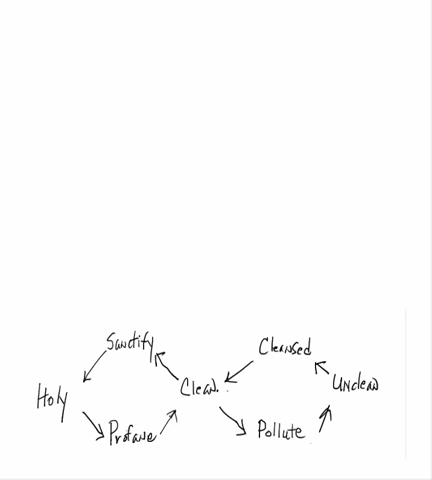 Sanctify
Cleansed
Holy
Clean.
Unclean
Profane
Pollute